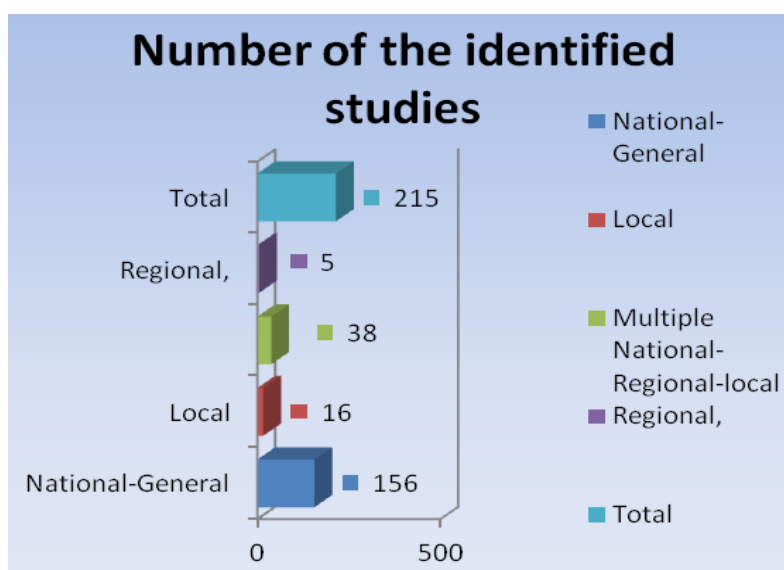 Number of the identified
studies
Total
215
Regional,
5
38
Local
16
National-General
156
0
500
National-
General
Local
Multiple
National-
Regional-local
Regional,
Total